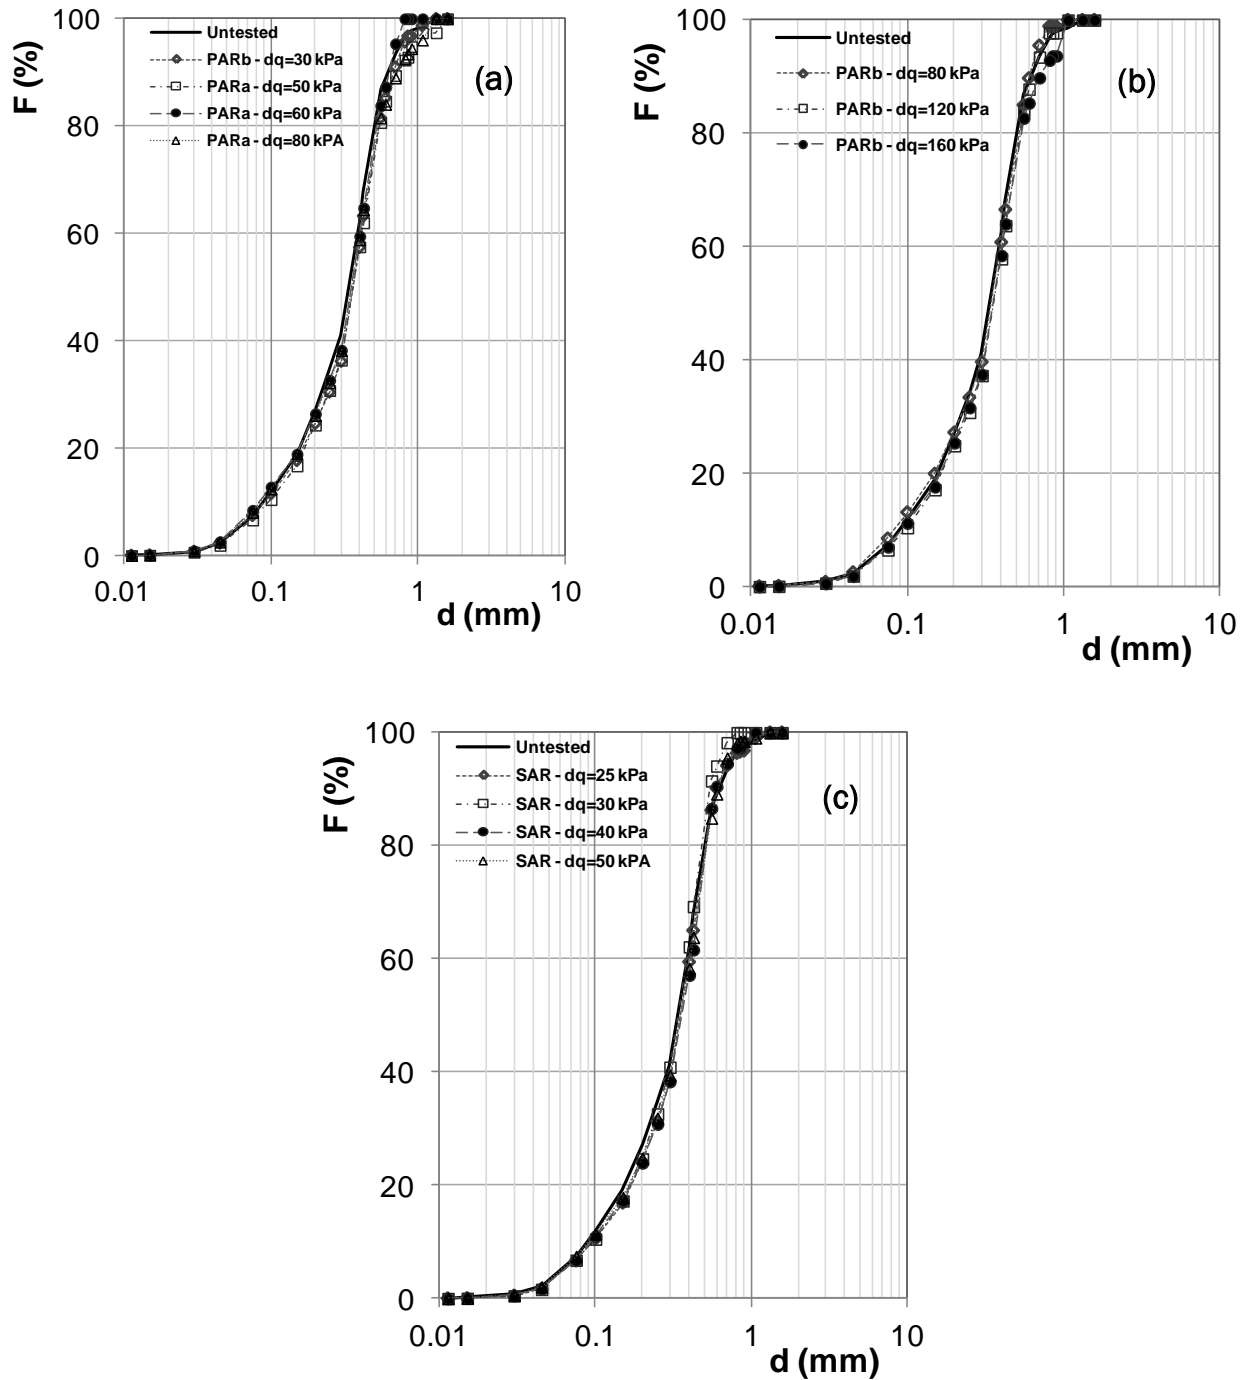 F (%)
100
80
60
40
20
0
Untested
PARb - dq=30 kPa
PARa - dq=50 kPa
PARa - dq=60 kPa
PARa - dq=80 kPA
(a)
0.01 0.1 1 10
d (mm)
F (%)
100
80
60
40
20
0
Untested
PARb - dq=80 kPa
PARb - dq=120 kPa
PARb - dq=160 kPa
(b)
0.01 0.1 1 10
d (mm)
F (%)
100
80
60
40
20
0
Untested
SAR - dq=25 kPa
SAR - dq=30 kPa
SAR - dq=40 kPa
SAR - dq=50 kPA
(c)
0.01 0.1 1 10
d (mm)